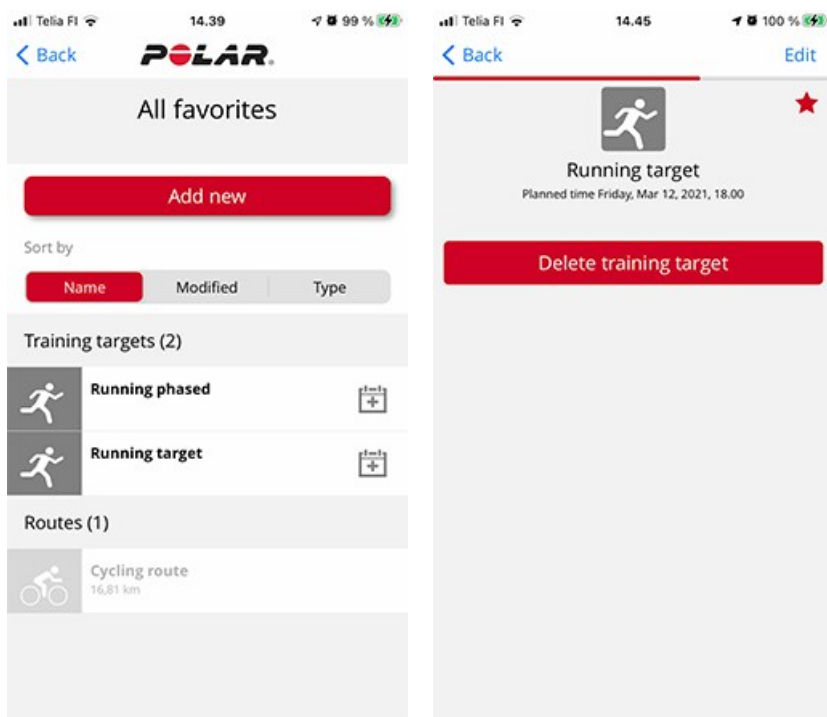 Telia FI 14.39 99 %
Back POLAR
All favorites
Add new
Sort by
Name Modified Type
Training targets (2)
Running phased
Running target
Routes (1)
Cycling route
16,81 km
Telia FI 14.45 100 %
Back Edit
Running target
Planned time Friday, Mar 12, 2021, 18.00
Delete training target